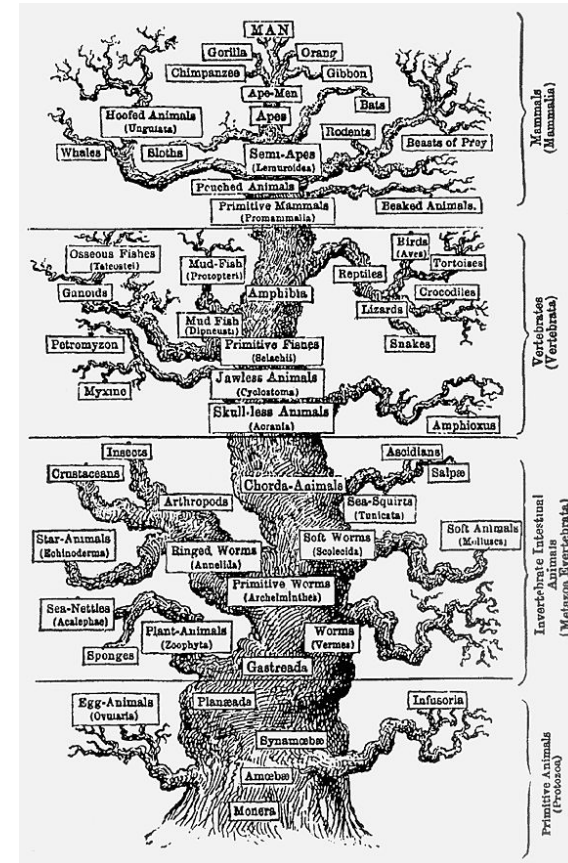 MAN
Gorilla
Orang
Chimpanzee
Gibbon
Ape-Men
Bats
Apes
Hoofed Animals
(Ungulata)
Rodents
Beasts of Prey
Whales
Sloths
Semi-Apes
(Lemuroidea)
Pouched Animals
Primitive Mammals
(Promammalia)
Beaked Animals.
Mammals
(Mammalia)
Osseous Fishes
(Teleostei)
Mud-Fish
(Protopteri)
Birds
(Aves)
Tortoises
Reptiles
Ganoids
Amphibia
Crocodiles
Lizards
Mud Fish
(Dipneusti)
Snakes
Petromyzon
Primitive Fishes
(Selachii)
Jawless Animals
(Cyclostoma)
Myxine
Skull-less Animals
(Acrania)
Amphioxus
Vertebrates
(Vertebrata)
Insects
Ascidians
Crustaceans
Salpæ
Chorda-Animals
Arthropods
Sea-Squirts
(Tunicata)
Star-Animals
(Echinoderma)
Soft Animals
(Mollusca)
Ringed Worms
(Annelida)
Soft Worms
(Scolecida)
Primitive Worms
(Archelminthes)
Sea-Nettles
(Acalephae)
Plant-Animals
(Zoophyta)
Worms
(Vermes)
Sponges
Gastreada
Invertebrate Intestinal
Animals
(Metazoa Evertebrata)
Egg-Animals
(Ovularia)
Planæada
Infusoria
Synamœbæ
Amœbæ
Monera
Primitive Animals
(Protozoa)